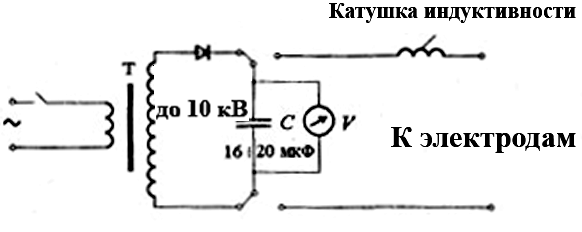 Катушка индуктивности
T
до 10 кВ
C
V
16÷20 мкФ
К электродам
~